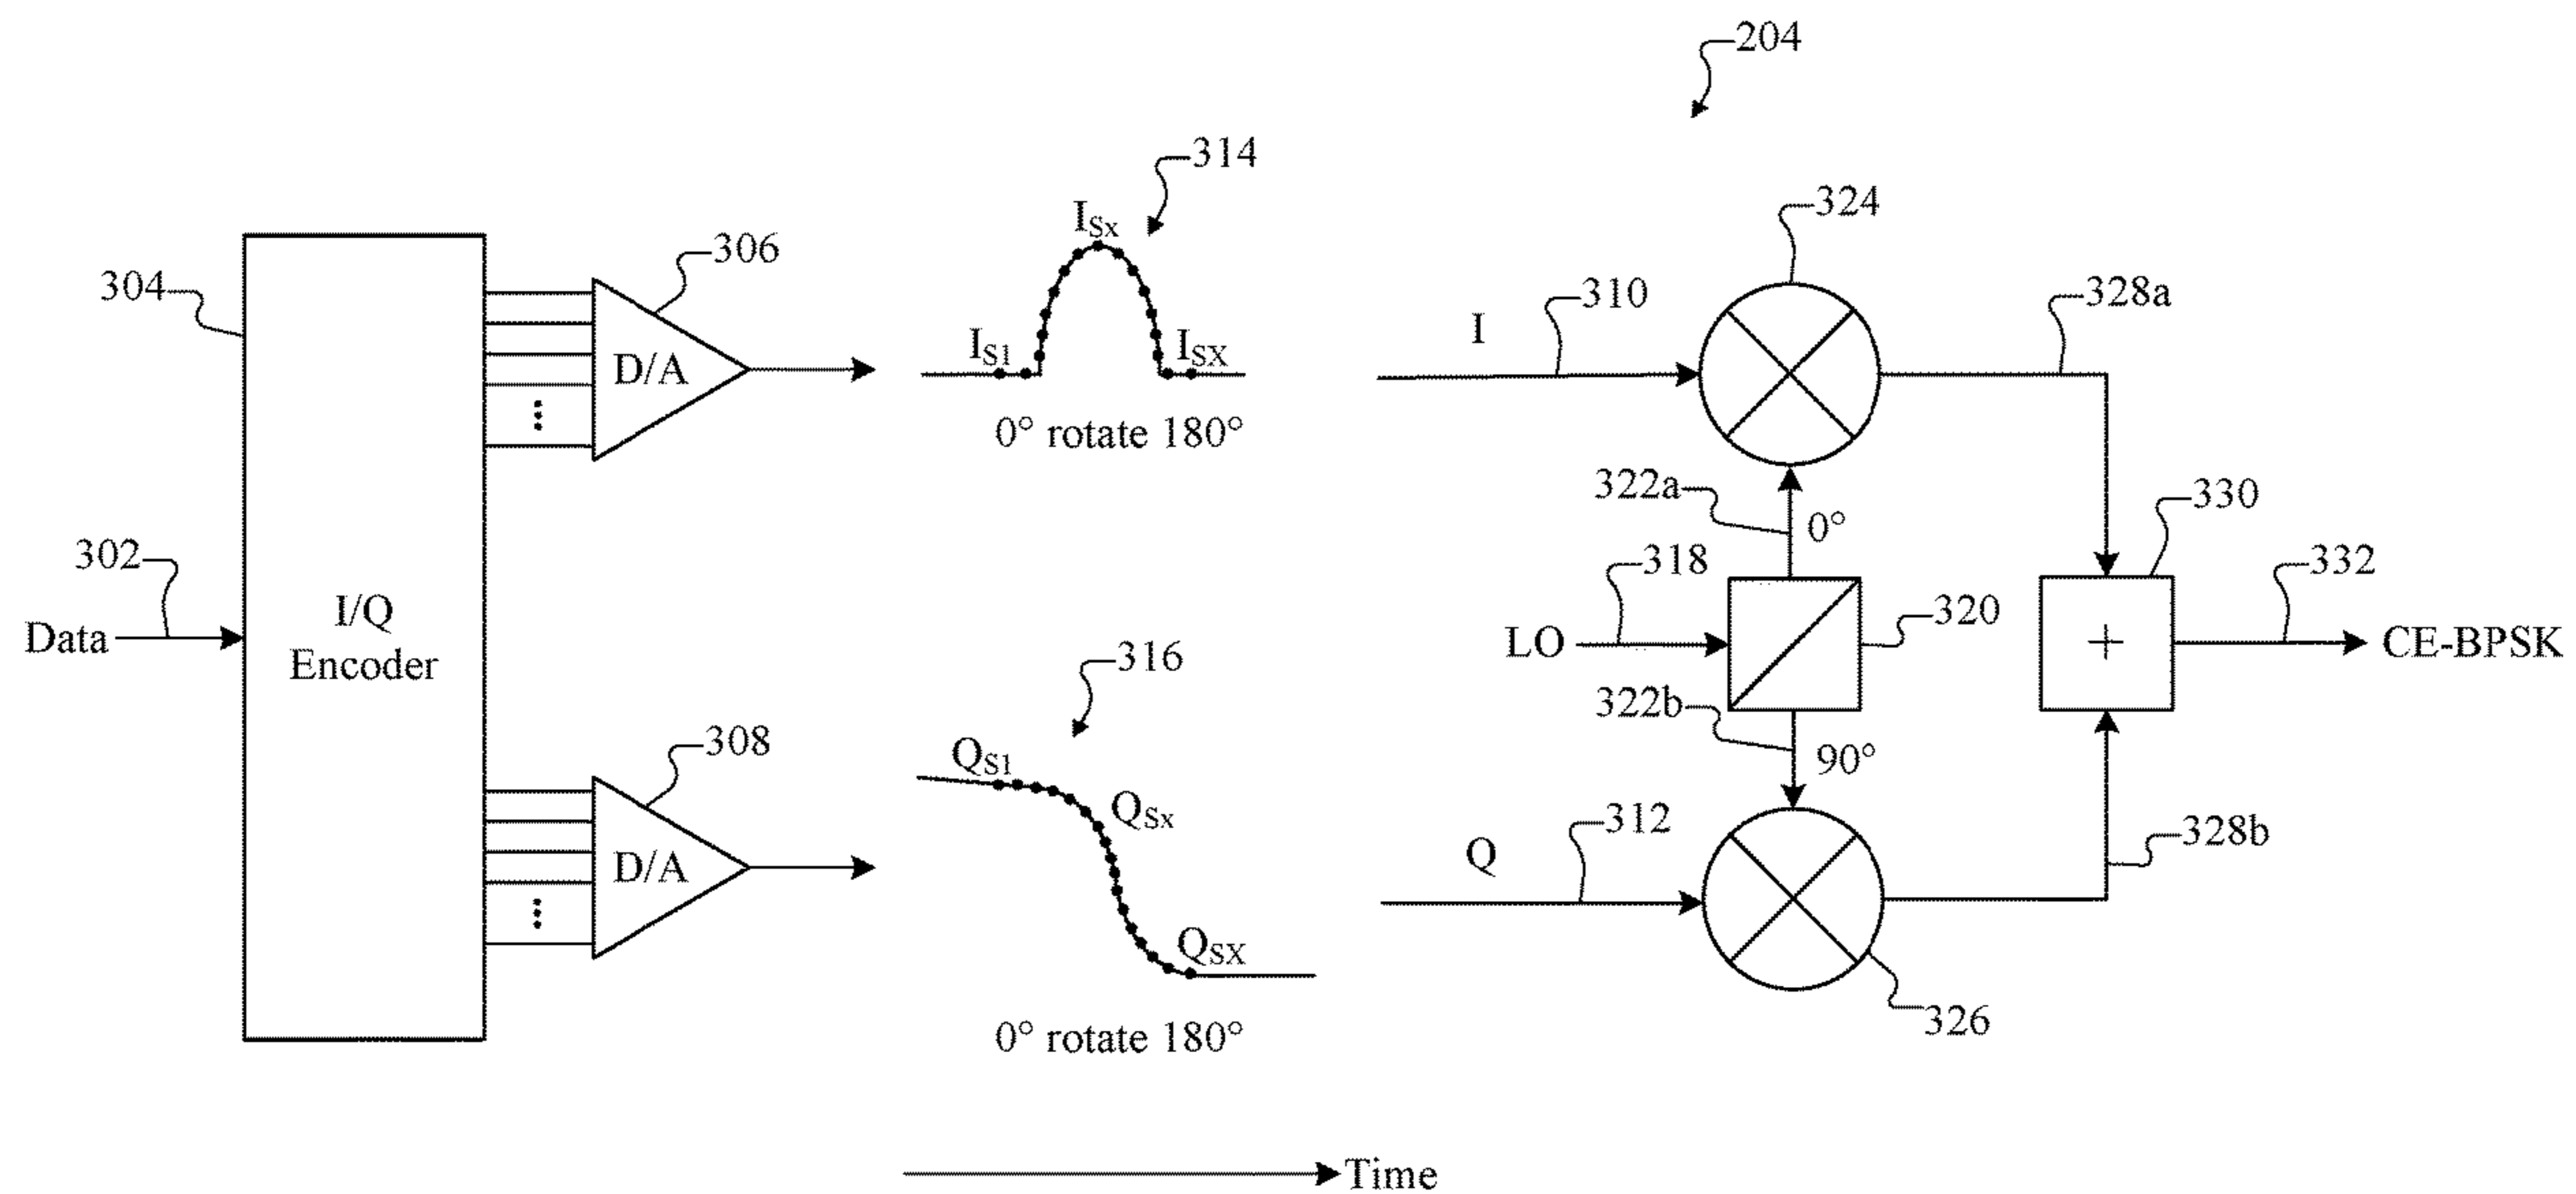 204
314
324
306
I_Sx
304
310
328a
I
I_S1
I_SX
D/A
0° rotate 180°
322a
330
0°
302
318
332
I/Q
Encoder
Data
LO
320
+
CE-BPSK
316
322b
308
Q_S1
90°
Q_Sx
312
328b
Q
D/A
Q_SX
326
0° rotate 180°
Time